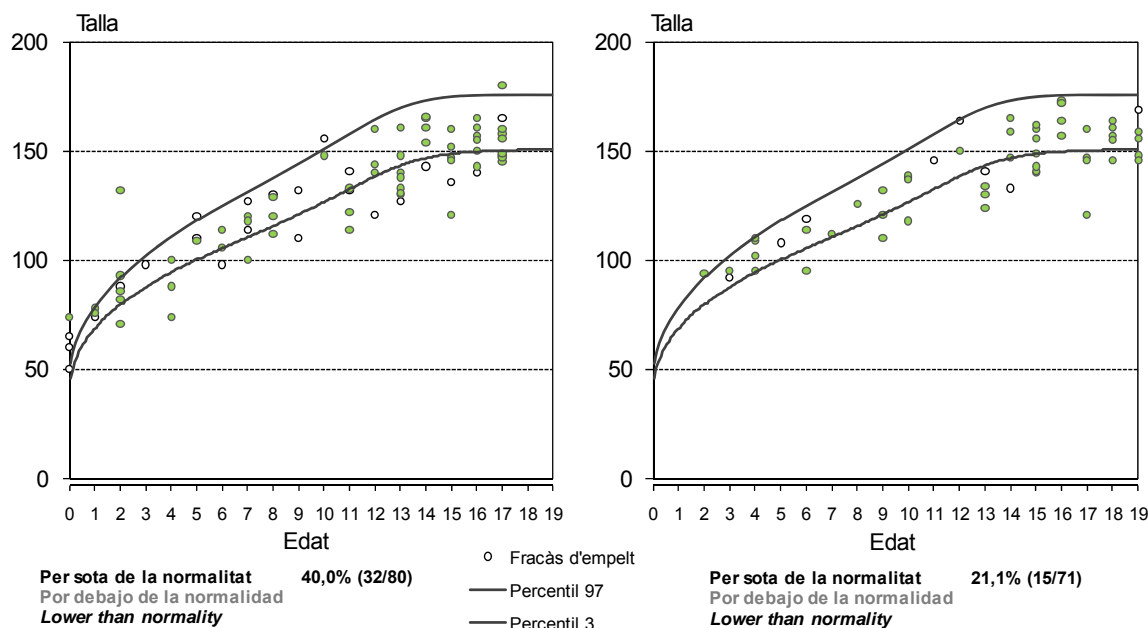 Talla
200
150
100
50
0
0 1 2 3 4 5 6 7 8 9 10 11 12 13 14 15 16 17 18 19
Edat
Per sota de la normalitat 40,0% (32/80)
Por debajo de la normalidad
Lower than normality
Fracàs d'empelt
Percentil 97
Percentil 3
Talla
200
150
100
50
0
0 1 2 3 4 5 6 7 8 9 10 11 12 13 14 15 16 17 18 19
Edat
Per sota de la normalitat 21,1% (15/71)
Por debajo de la normalidad
Lower than normality